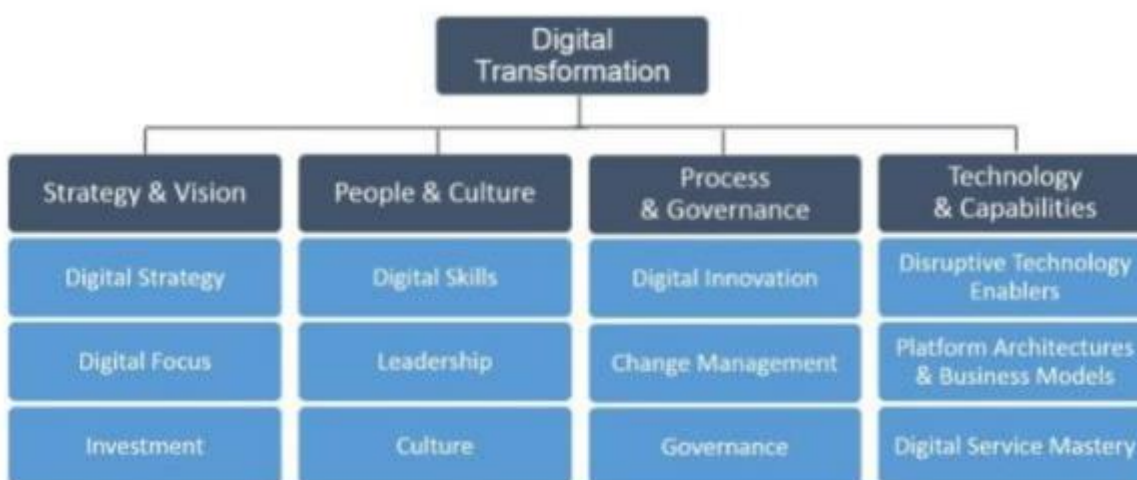 Digital
Transformation
Strategy & Vision
People & Culture
Process
& Governance
Technology
& Capabilities
Digital Strategy
Digital Skills
Digital Innovation
Disruptive Technology
Enablers
Digital Focus
Leadership
Change Management
Platform Architectures
& Business Models
Investment
Culture
Governance
Digital Service Mastery